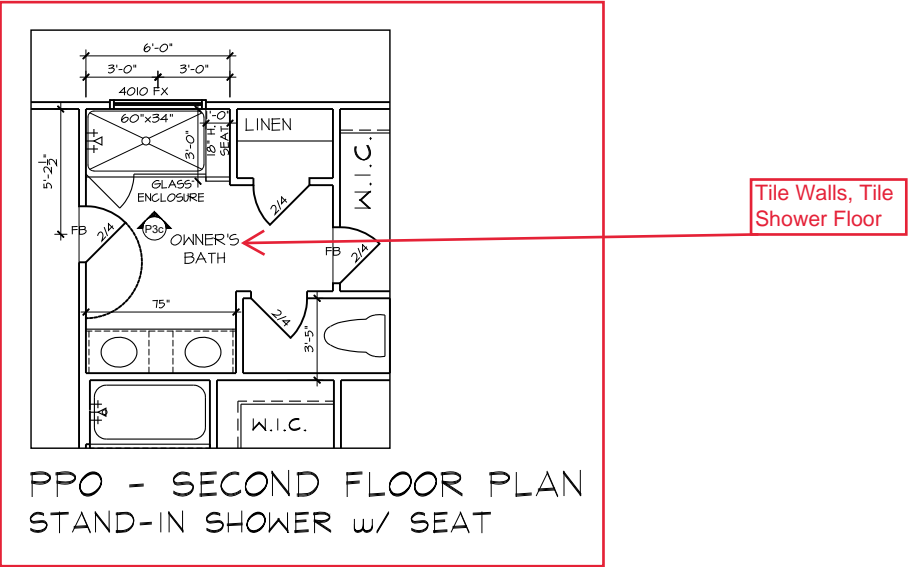 6'-0"
3'-0" 3'-0"
4010 FX
60"x34"
1'-0"
LINEN
3'-0"
18" H.
SEAT
W.I.C.
5'-2 1/2"
GLASS
ENCLOSURE
2/4
Tile Walls, Tile
Shower Floor
FB
2/4
P3c
OWNER'S
BATH
FB
2/4
75"
2/4
3'-5"
W.I.C.
PPO - SECOND FLOOR PLAN
STAND-IN SHOWER w/ SEAT